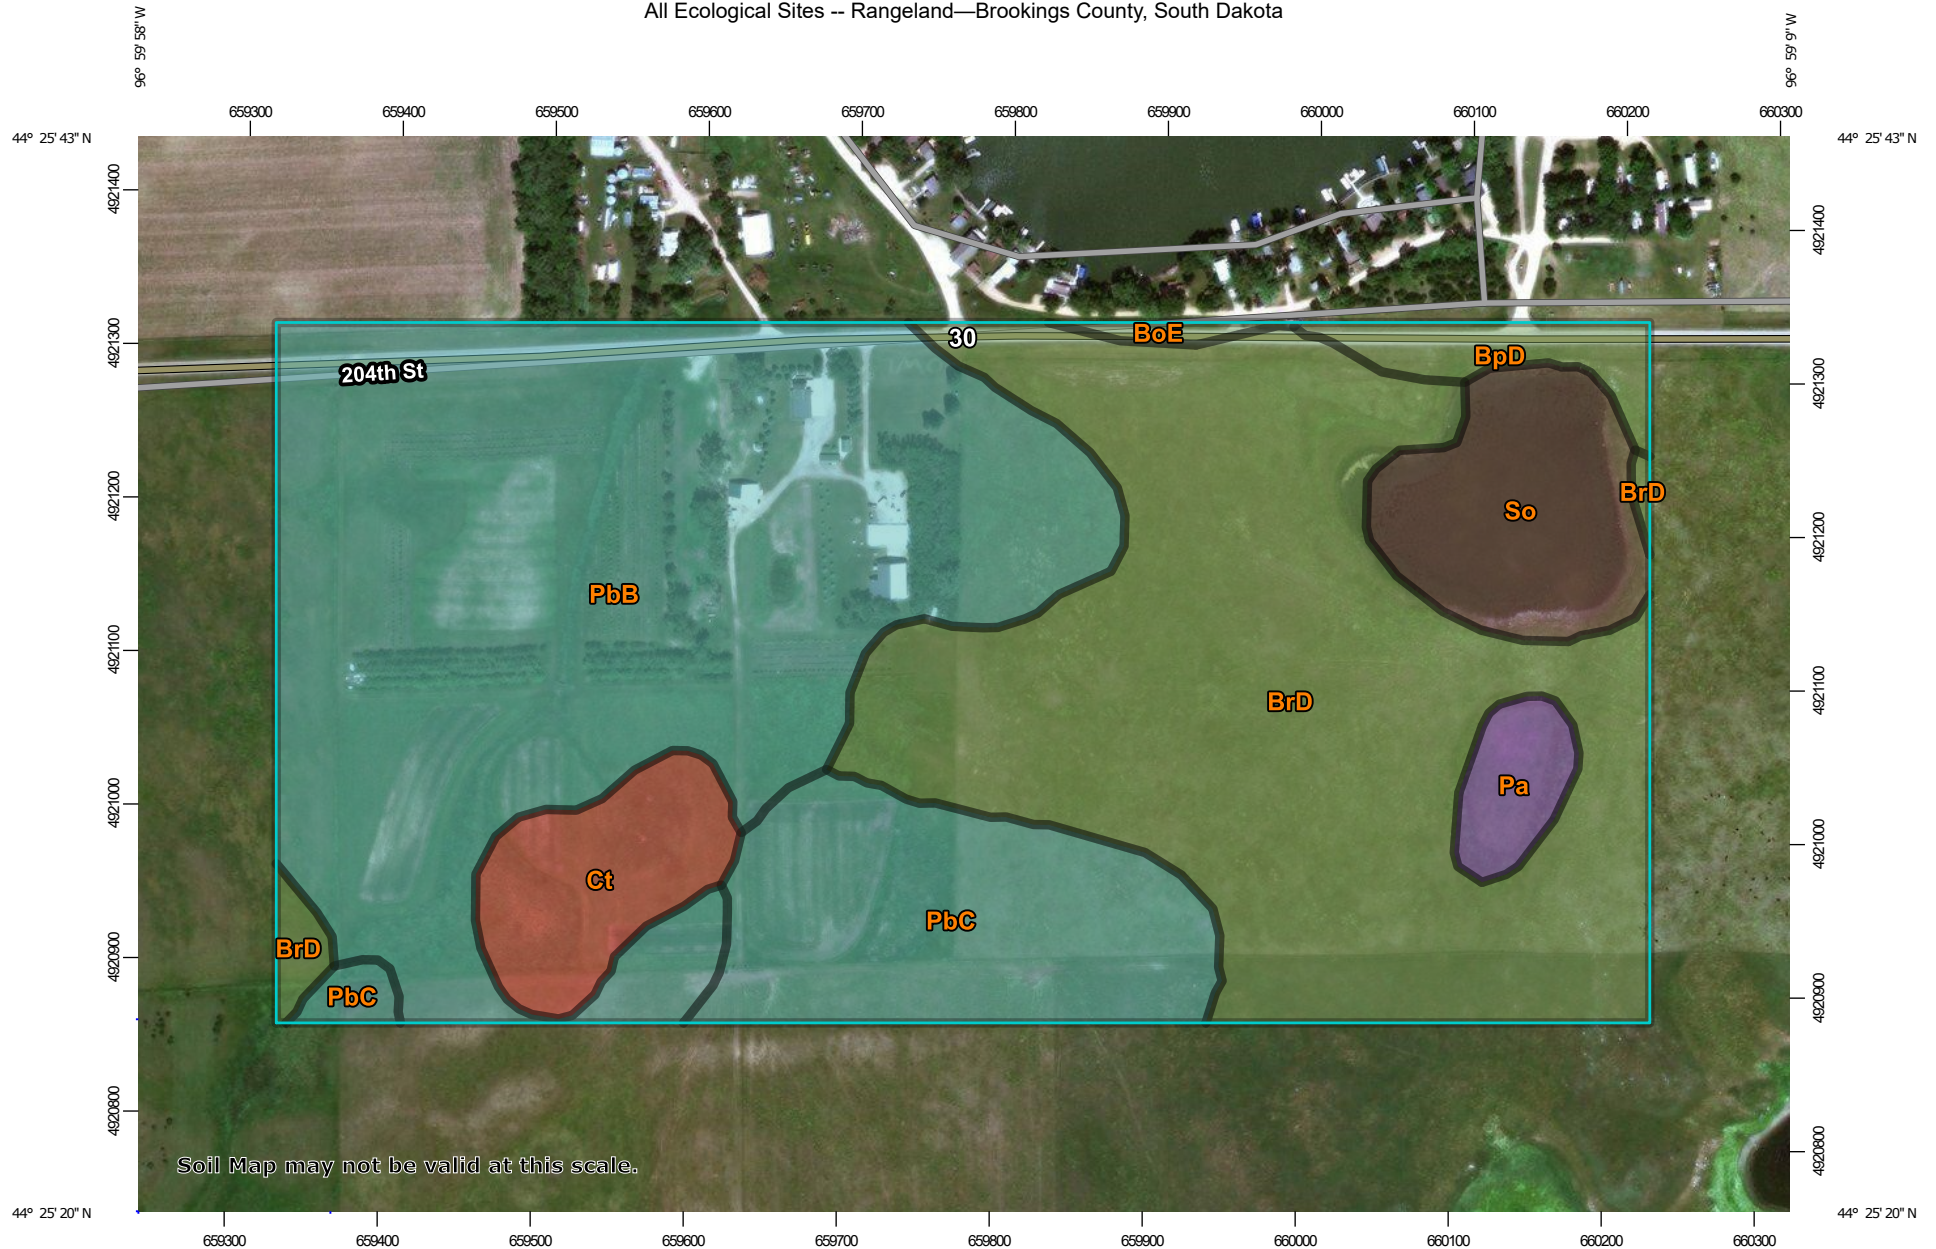 All Ecological Sites -- Rangeland—Brookings County, South Dakota
96° 59' 58" W
96° 59' 9" W
659300 659400 659500 659600 659700 659800 659900 660000 660100 660200 660300
44° 25' 43" N
44° 25' 43" N
4921400
4921400
4921300
30
BoE
BpD
204th St
4921300
4921200
BrD
So
4921200
PbB
4921100
BrD
4921100
Pa
4921000
4921000
Ct
PbC
BrD
4920900
PbC
4920900
4920800
4920800
Soil Map may not be valid at this scale.
44° 25' 20" N
44° 25' 20" N
659300 659400 659500 659600 659700 659800 659900 660000 660100 660200 660300